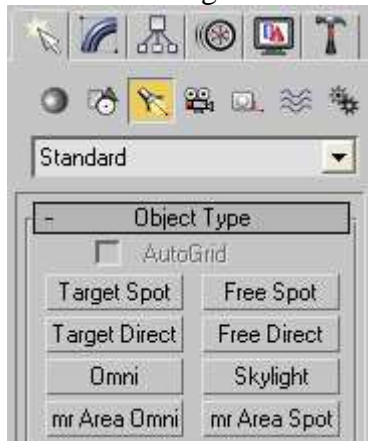 Standard
- Object Type
AutoGrid
Target Spot Free Spot
Target Direct Free Direct
Omni Skylight
mr Area Omni mr Area Spot